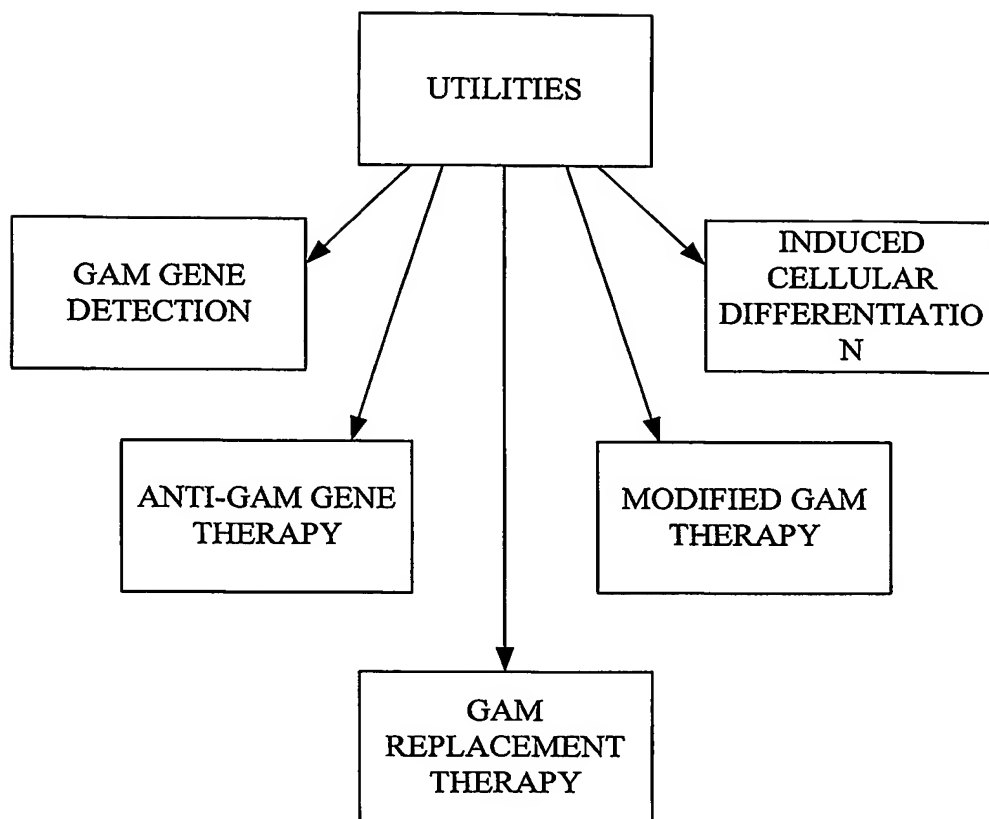 UTILITIES
GAM GENE
DETECTION
INDUCED
CELLULAR
DIFFERENTIATIO
N
ANTI-GAM GENE
THERAPY
MODIFIED GAM
THERAPY
GAM
REPLACEMENT
THERAPY